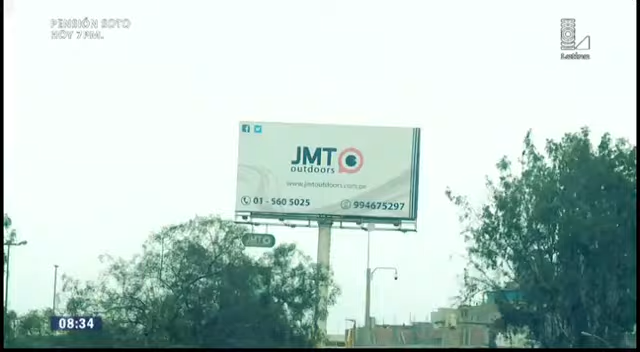 PENSIÓN SOTO
HOY 7 PM.
Latina
JMT
outdoors
www.jmtoutdoors.com.pe
01 - 560 5025
994675297
JMT
08:34